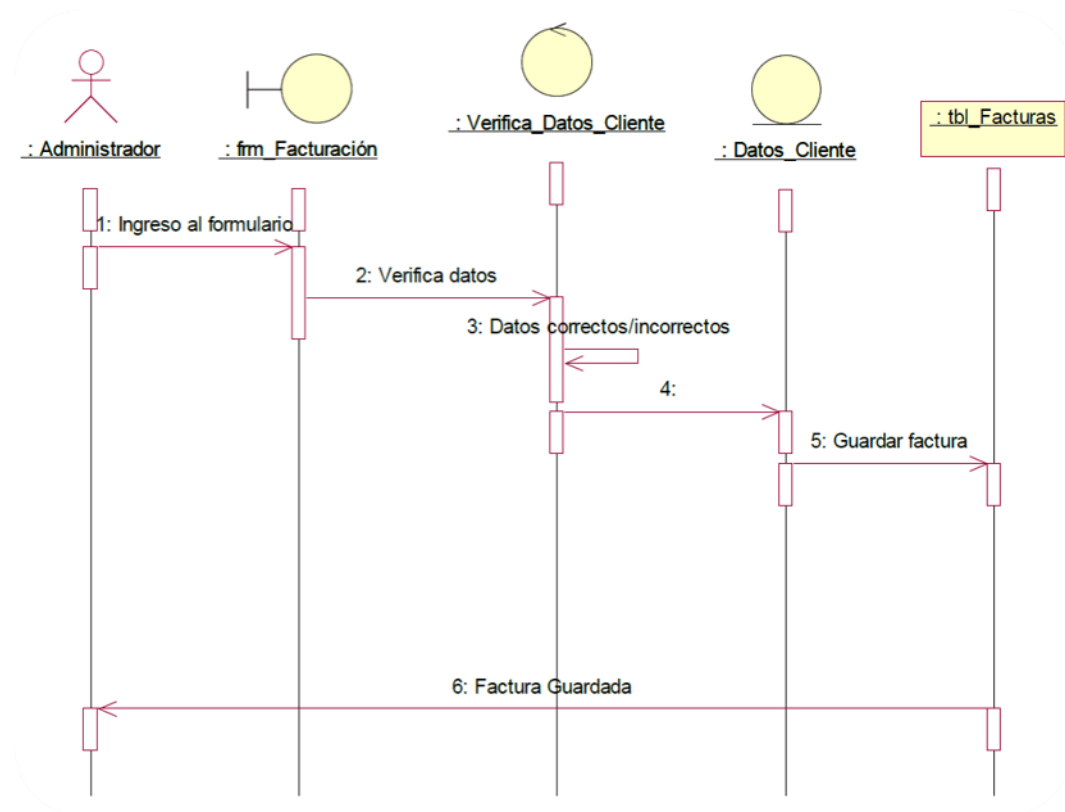 : Administrador
: frm_Facturación
: Verifica_Datos_Cliente
: Datos_Cliente
: tbl_Facturas
1: Ingreso al formulario
2: Verifica datos
3: Datos correctos/incorrectos
4:
5: Guardar factura
6: Factura Guardada